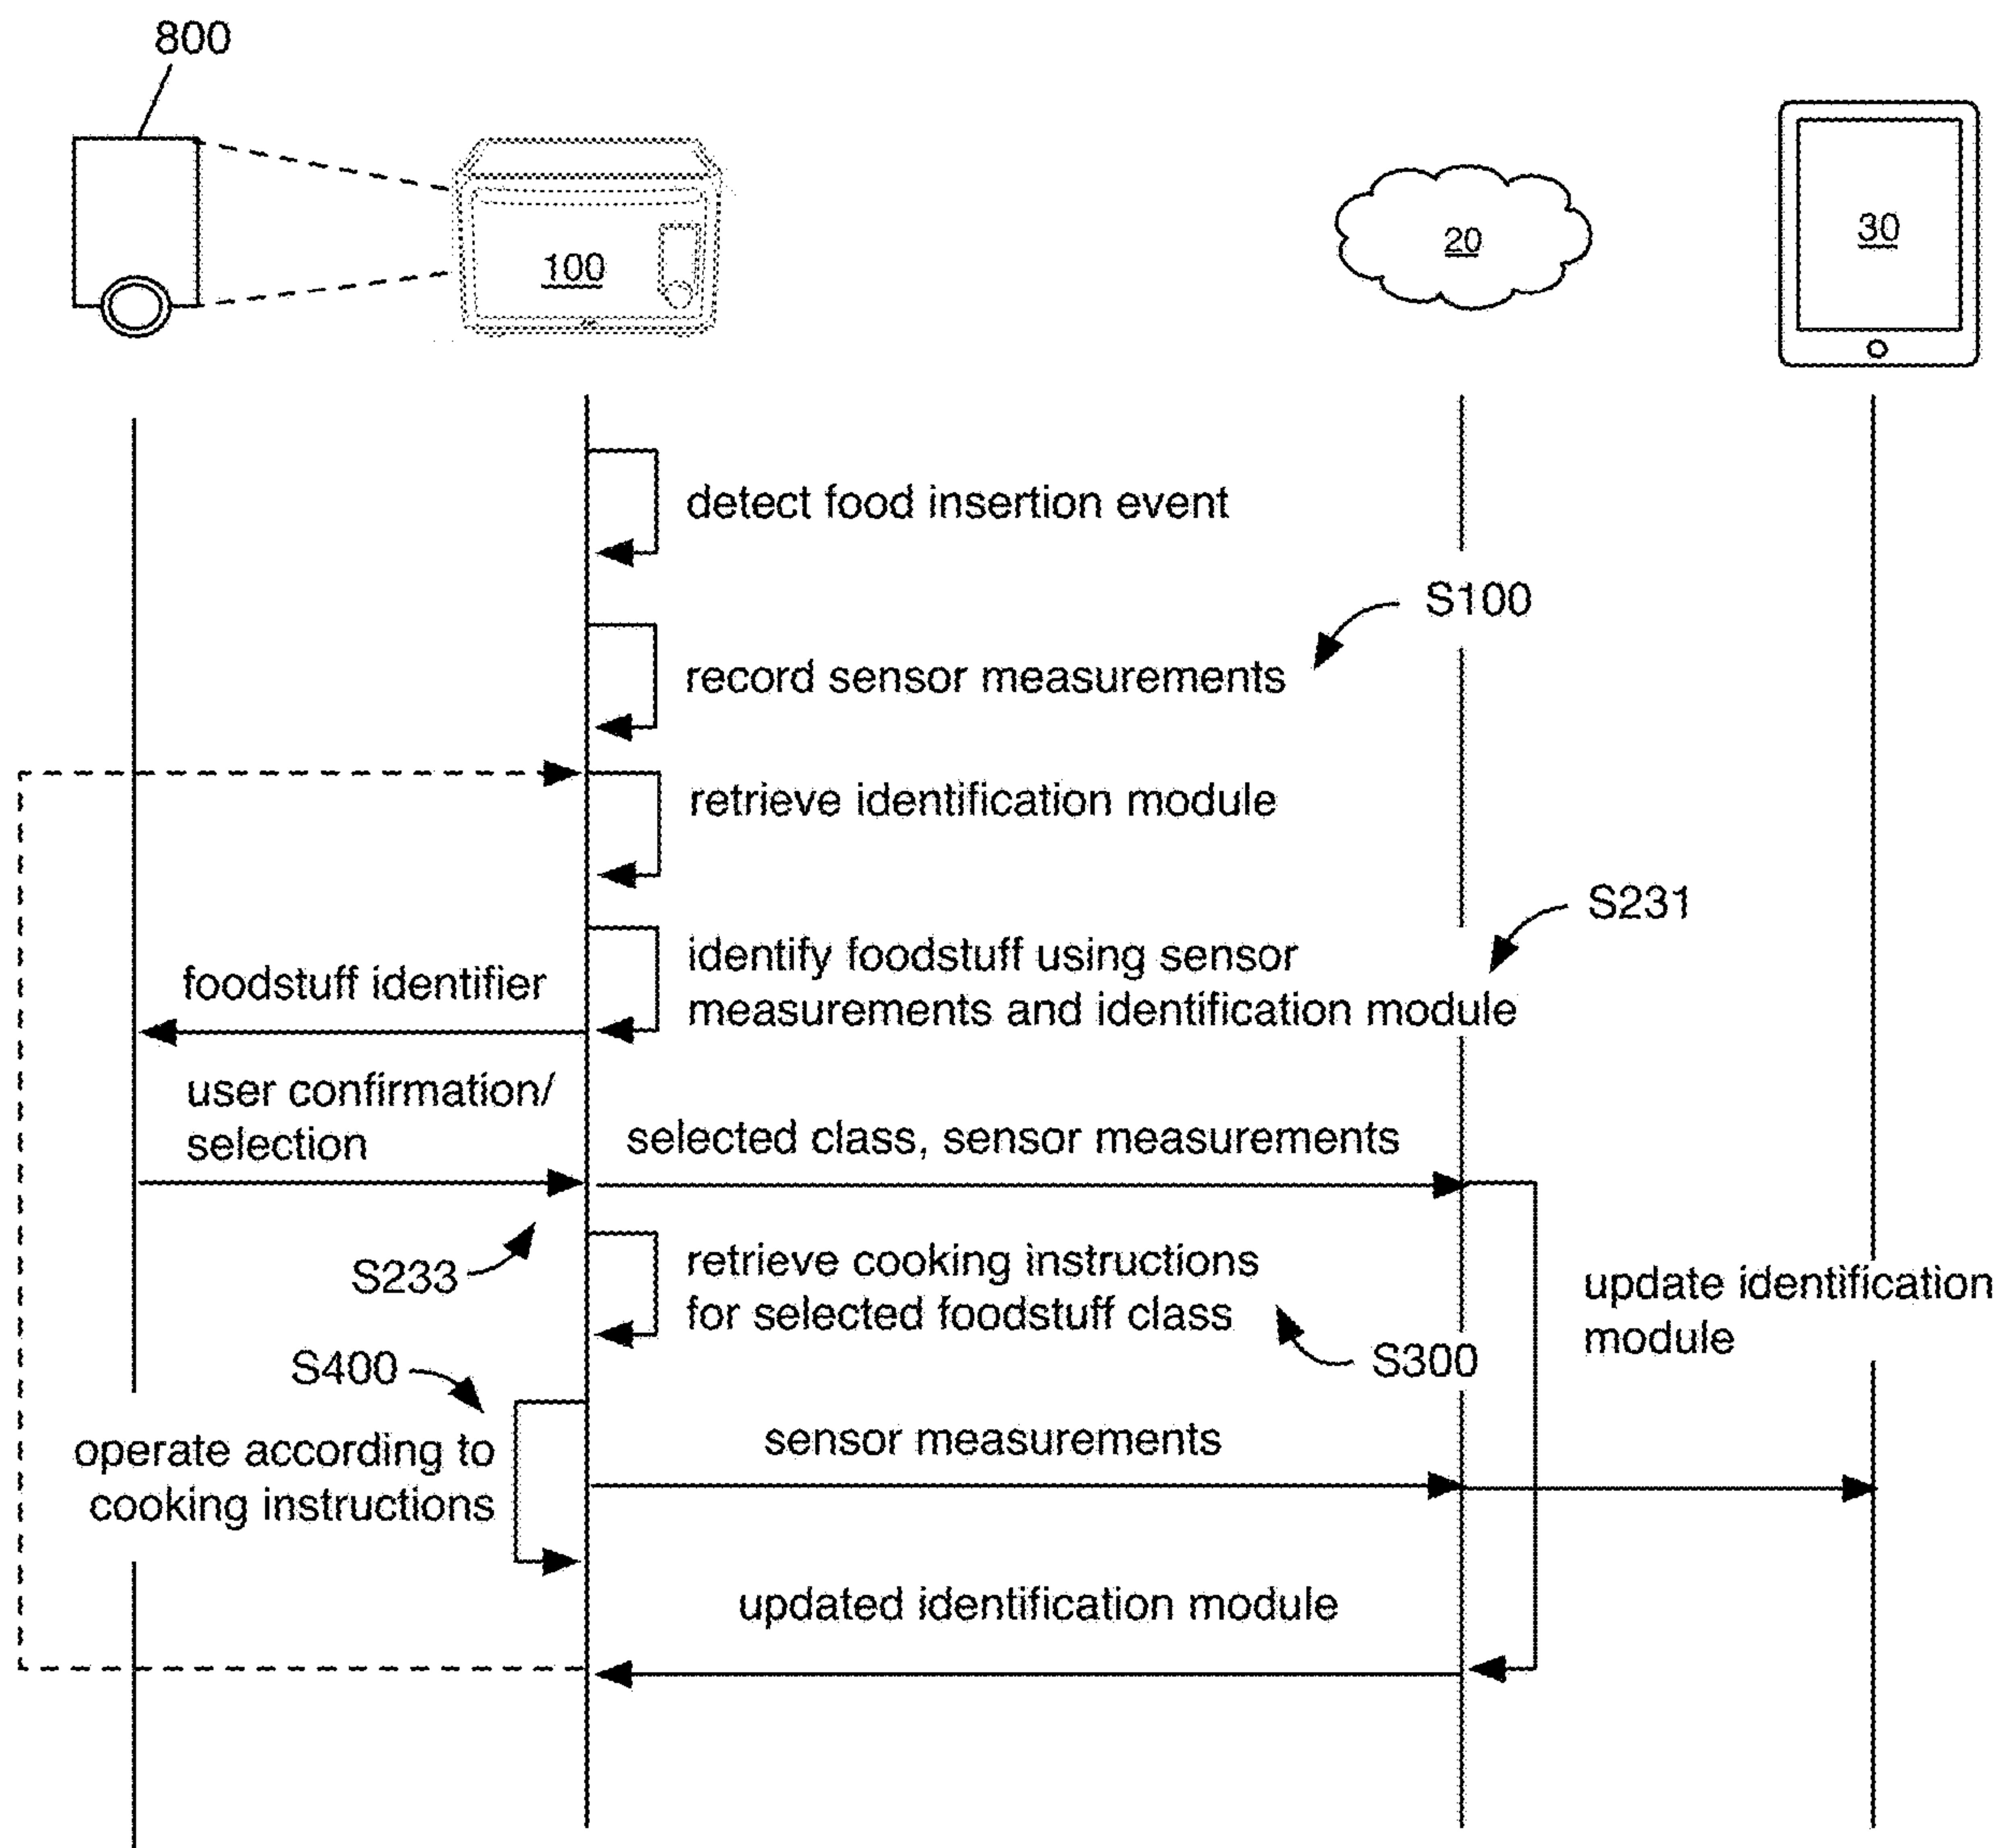 800
100
20
30
detect food insertion event
S100
record sensor measurements
retrieve identification module
S231
identify foodstuff using sensor
measurements and identification module
foodstuff identifier
user confirmation/
selection
selected class, sensor measurements
S233
retrieve cooking instructions
for selected foodstuff class
update identification
module
S300
S400
operate according to
cooking instructions
sensor measurements
updated identification module